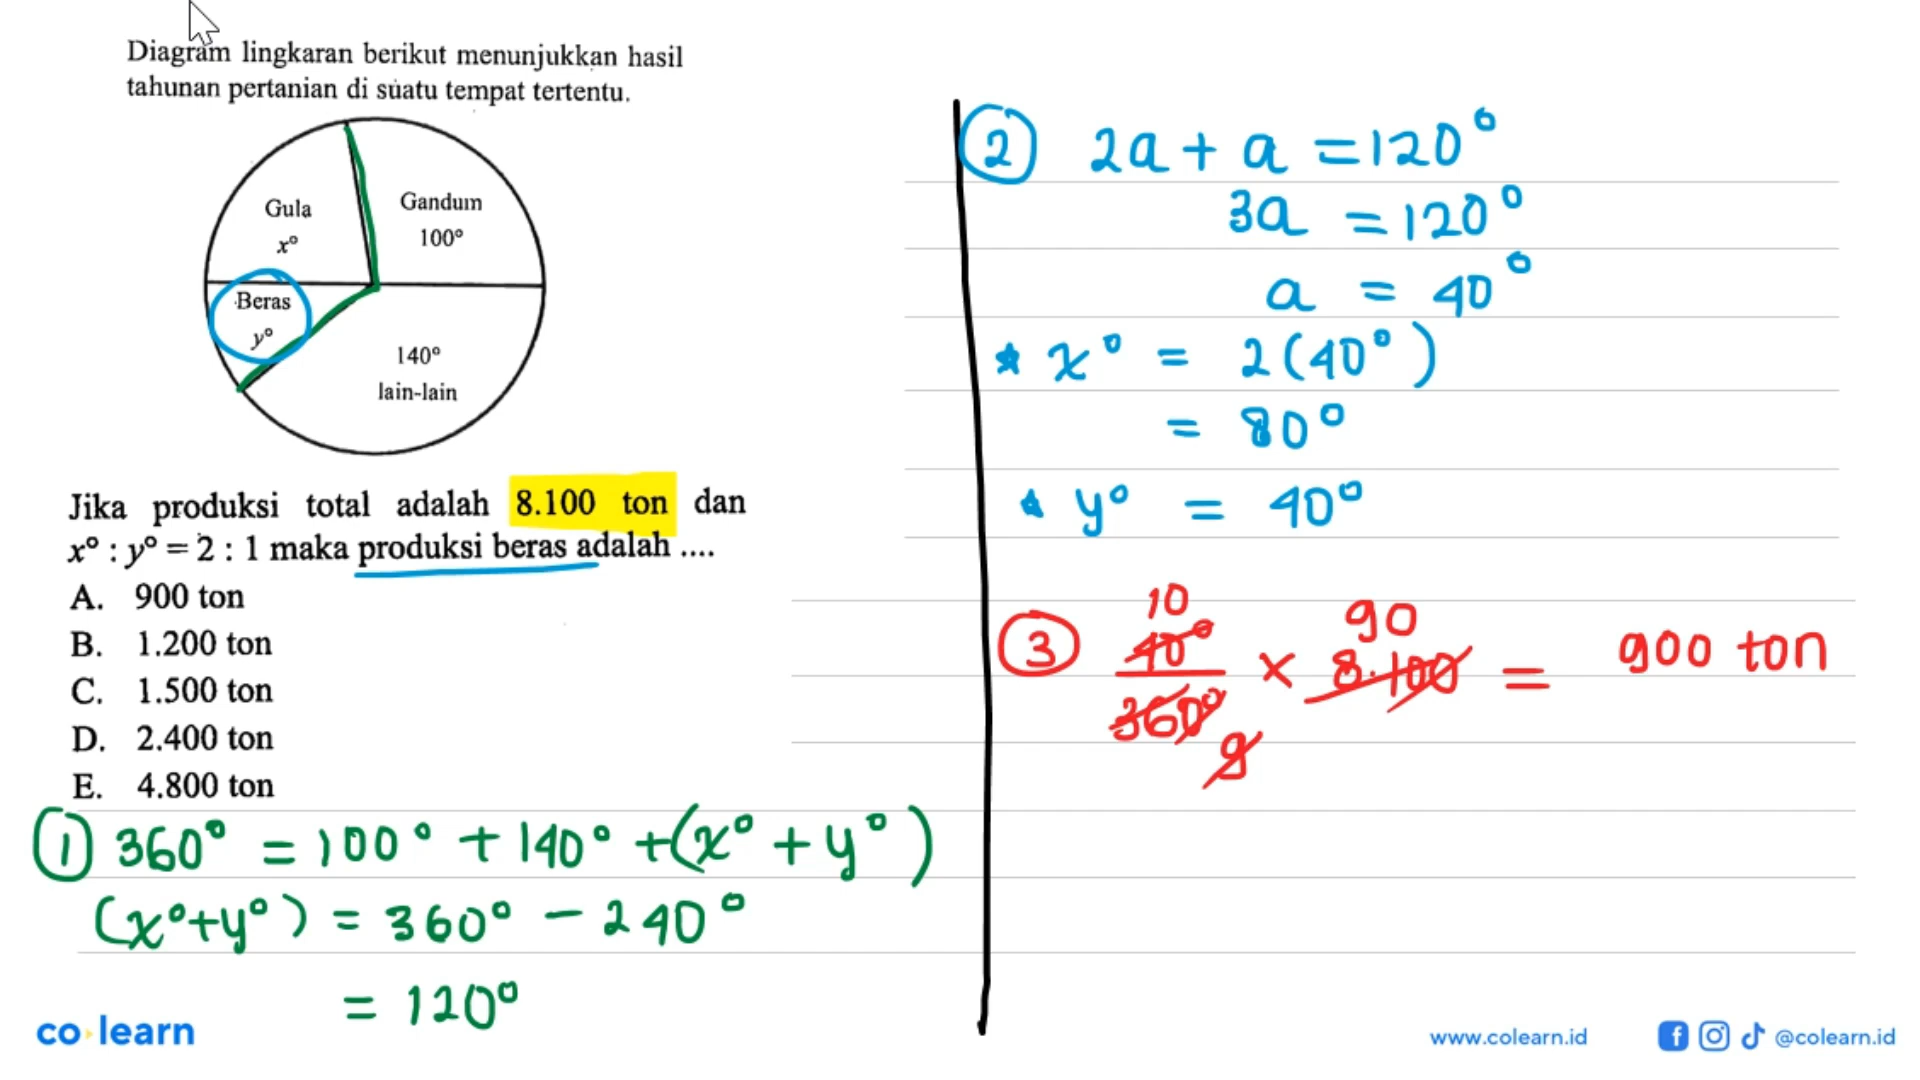 Diagram lingkaran berikut menunjukkan hasil
tahunan pertanian di suatu tempat tertentu.
Gula
x°
Gandum
100°
Beras
y°
140°
lain-lain
Jika produksi total adalah 8.100 ton dan
x° : y° = 2 : 1 maka produksi beras adalah ....
A. 900 ton
B. 1.200 ton
C. 1.500 ton
D. 2.400 ton
E. 4.800 ton
1 360° = 100° + 140° + (x° + y°)
(x° + y°) = 360° - 240°
= 120°
2 2a + a = 120°
3a = 120°
a = 40°
* x° = 2(40°)
= 80°
* y° = 40°
10 90
3 40°/360° × 8.100 = 900 ton
9
co learn
www.colearn.id
@colearn.id